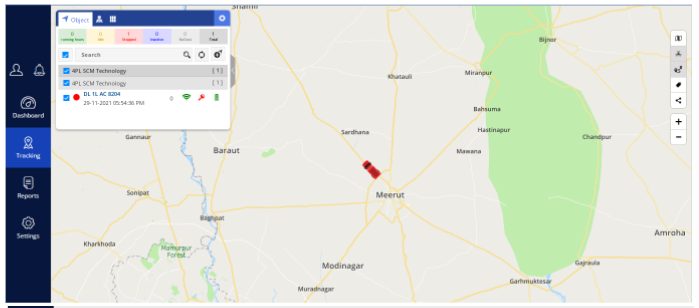 Object
0 0 1 0 0 1
running hours Idle Stopped Inactive NoData Total
Search
4PL SCM Technology [ 1 ]
4PL SCM Technology [ 1 ]
DL 1L AC 8204
29-11-2021 05:54:36 PM
0
Dashboard
Tracking
Reports
Settings
Shamli
Bijnor
Khatauli
Miranpur
Bahsuma
Sardhana
Hastinapur
Gannaur
Chandpur
Baraut
Mawana
Sonipat
Meerut
Baghpat
Amroha
Kharkhoda
Mamurpur
Forest
Modinagar
Gajraula
Muradnagar
Garhmuktesar